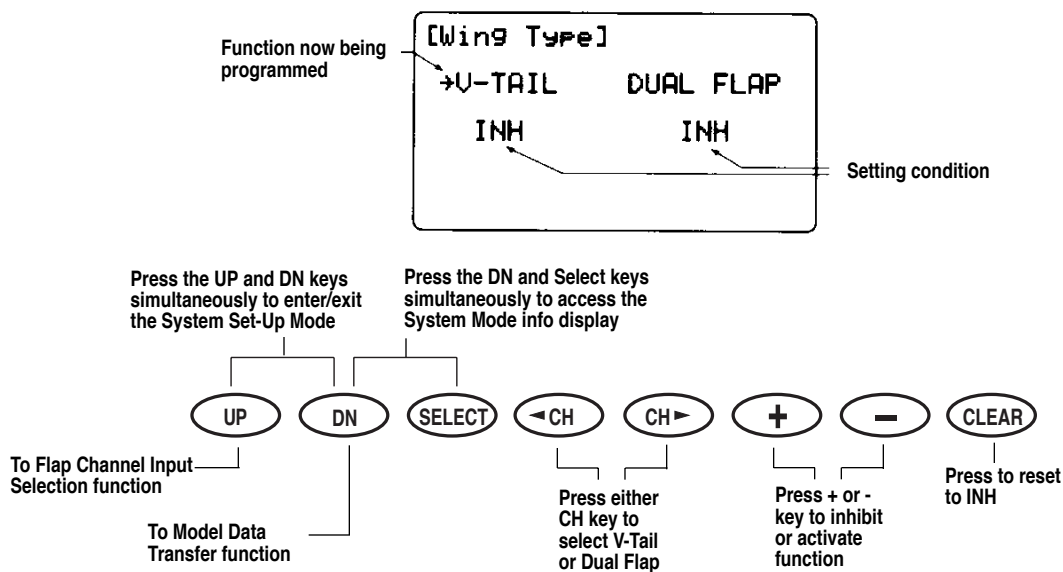 [Wing Type]
Function now being
programmed
→V-TAIL DUAL FLAP
INH INH
Setting condition
Press the UP and DN keys
simultaneously to enter/exit
the System Set-Up Mode
Press the DN and Select keys
simultaneously to access the
System Mode info display
UP DN SELECT ◄CH CH► + − CLEAR
To Flap Channel Input
Selection function
To Model Data
Transfer function
Press either
CH key to
select V-Tail
or Dual Flap
Press + or -
key to inhibit
or activate
function
Press to reset
to INH